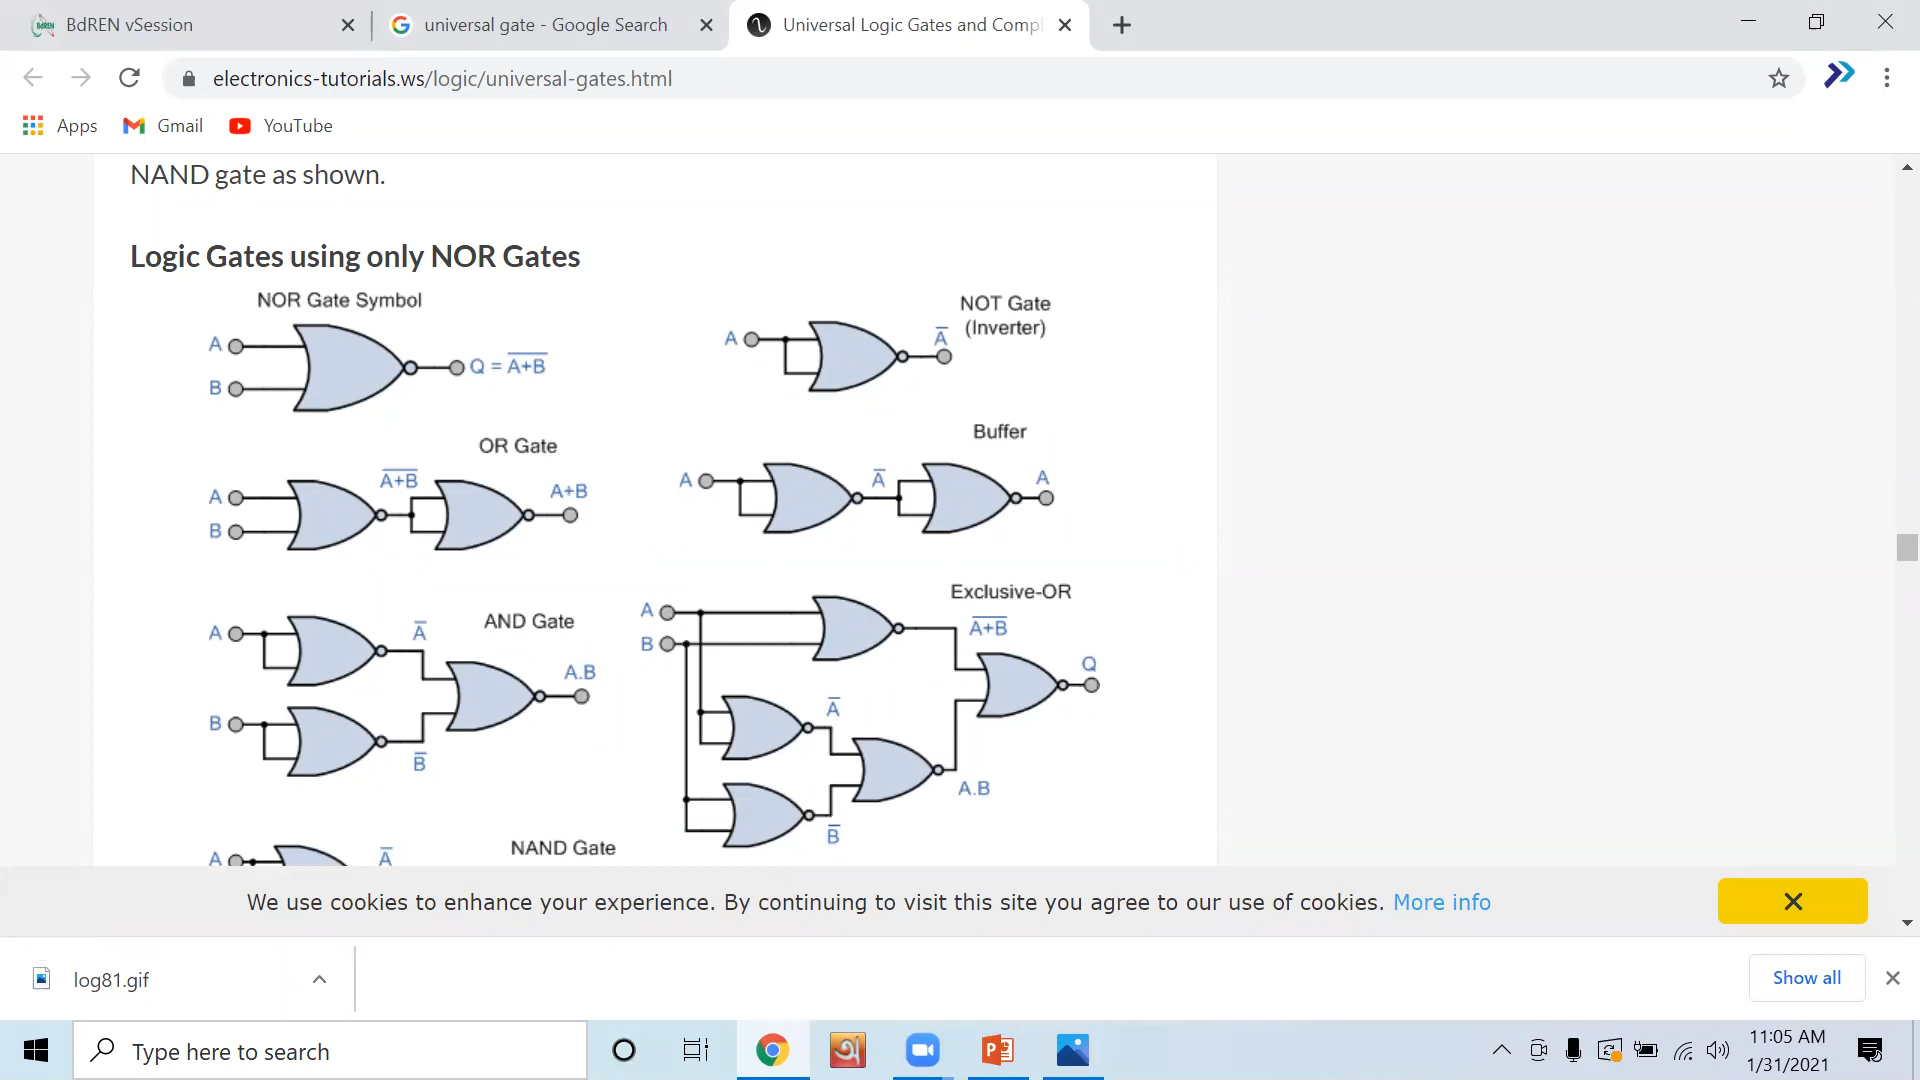 BdREN vSession
universal gate - Google Search
Universal Logic Gates and Compl
electronics-tutorials.ws/logic/universal-gates.html
Apps
Gmail
YouTube
NAND gate as shown.
Logic Gates using only NOR Gates
NOR Gate Symbol
A
B
Q = A̅+̅B̅
NOT Gate
(Inverter)
A
A̅
OR Gate
A
B
A̅+̅B̅
A+B
Buffer
A
A̅
A
AND Gate
A
A̅
A.B
B
B̅
Exclusive-OR
A
B
A̅+̅B̅
Q
A̅
A.B
B̅
NAND Gate
A
A̅
We use cookies to enhance your experience. By continuing to visit this site you agree to our use of cookies. More info
log81.gif
Show all
Type here to search
অ
11:05 AM
1/31/2021